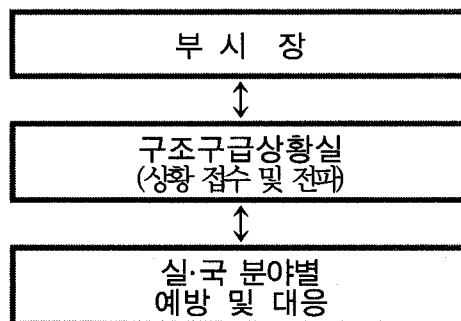 부 시 장
구조구급상황실
(상황 접수 및 전파)
실·국 분야별
예방 및 대응